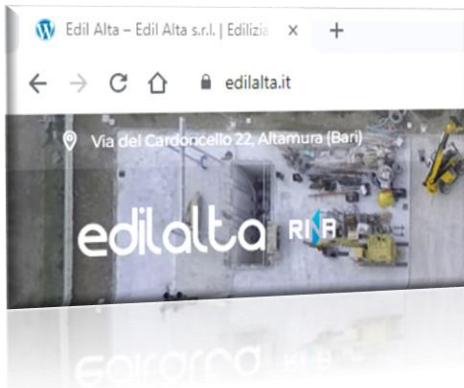 Edil Alta – Edil Alta s.r.l. | Edilizia
edilalta.it
Via del Cardoncello 22, Altamura (Bari)
edilalta RINA